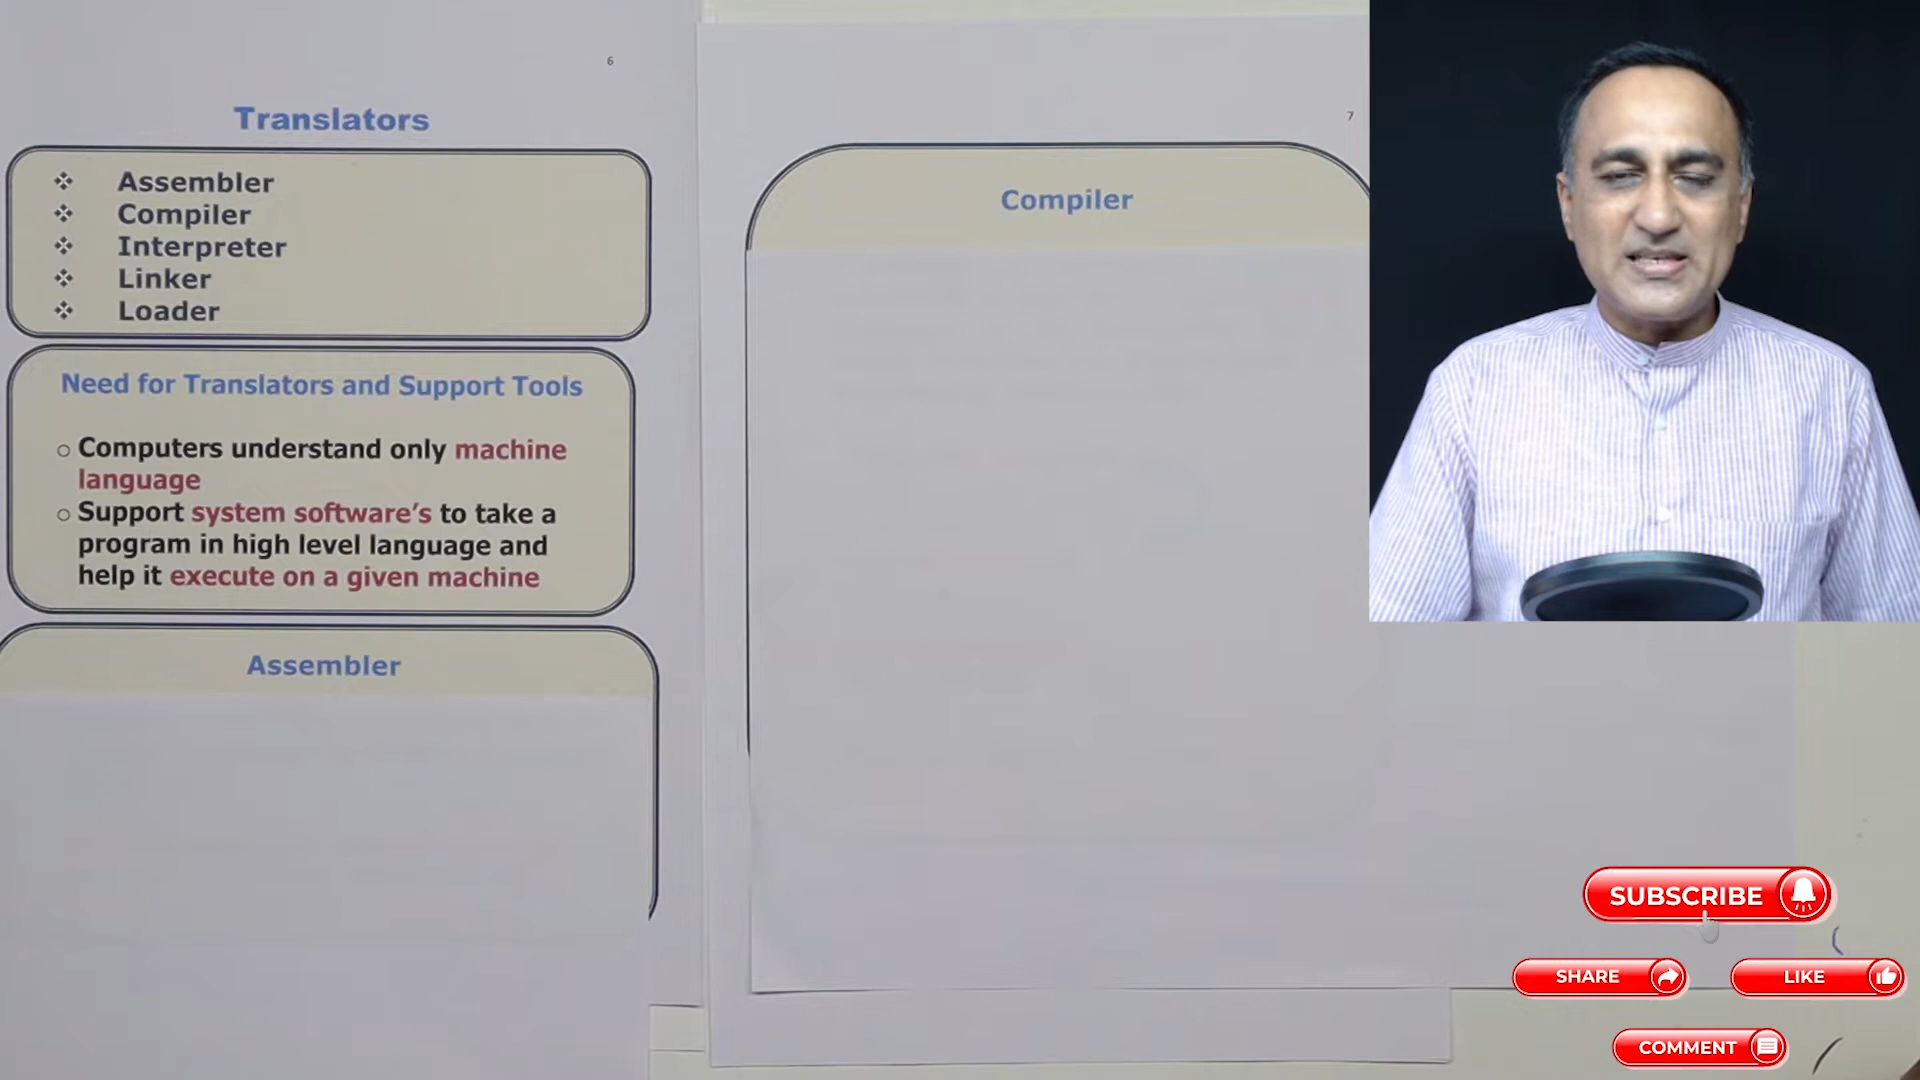 6
Translators
❖ Assembler
❖ Compiler
❖ Interpreter
❖ Linker
❖ Loader
Need for Translators and Support Tools
○ Computers understand only machine
language
○ Support system software's to take a
program in high level language and
help it execute on a given machine
Assembler
7
Compiler
SUBSCRIBE
SHARE
LIKE
COMMENT